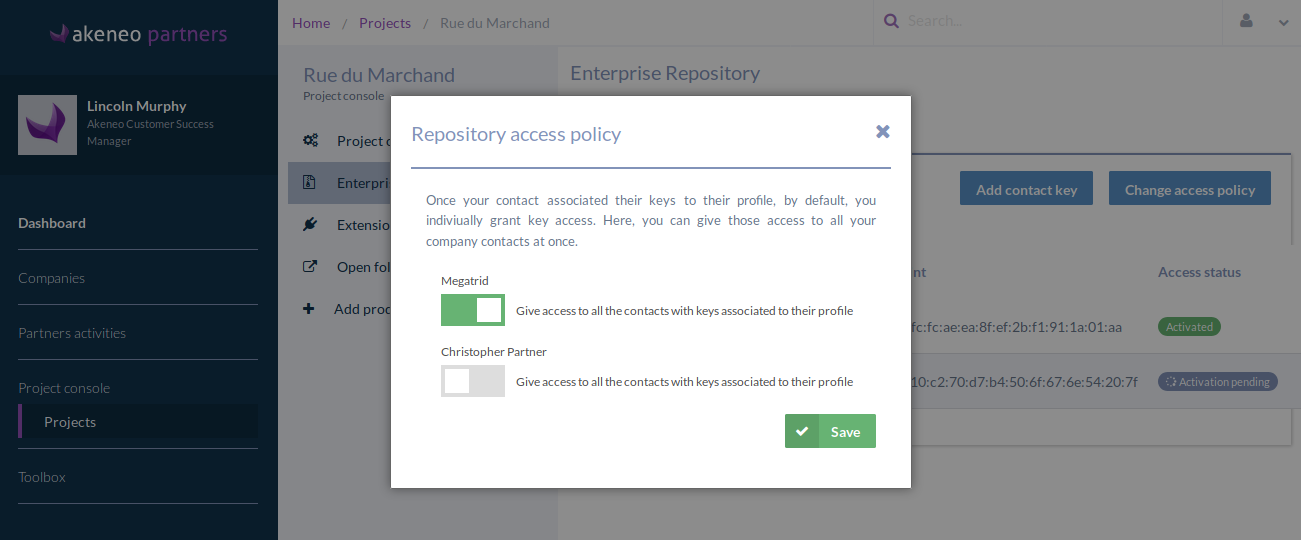 akeneo partners
Lincoln Murphy
Akeneo Customer Success
Manager
Dashboard
Companies
Partners activities
Project console
Projects
Toolbox
Home / Projects / Rue du Marchand
Search...
Rue du Marchand
Project console
Project
Enterpri
Extensio
Open fol
Add proc
Enterprise Repository
Add contact key
Change access policy
nt
Access status
fc:fc:ae:ea:8f:ef:2b:f1:91:1a:01:aa
Activated
10:c2:70:d7:b4:50:6f:67:6e:54:20:7f
Activation pending
Repository access policy
Once your contact associated their keys to their profile, by default, you
indiviually grant key access. Here, you can give those access to all your
company contacts at once.
Megatrid
Give access to all the contacts with keys associated to their profile
Christopher Partner
Give access to all the contacts with keys associated to their profile
Save